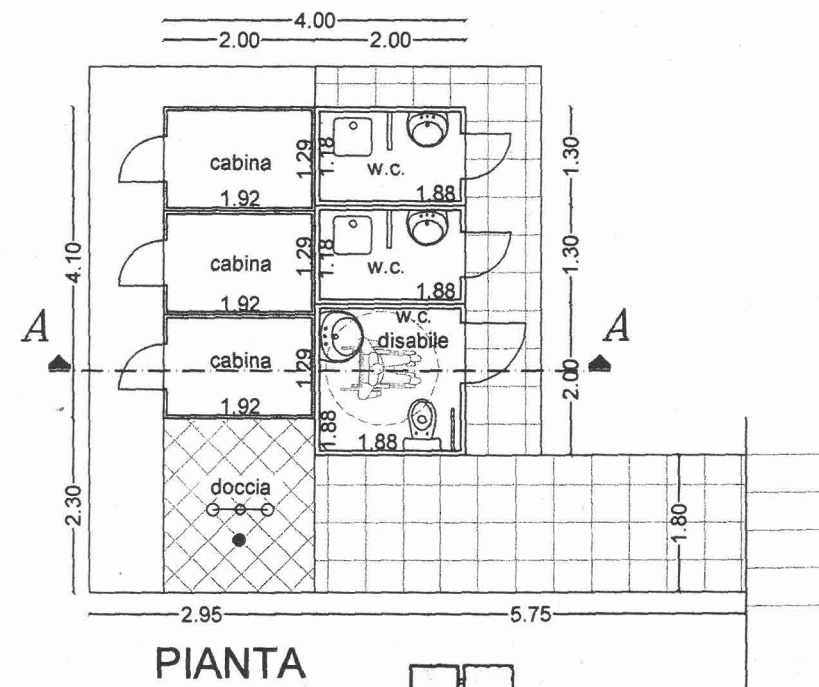 4.00
2.00 2.00
cabina 1.29 1.18 w.c. 1.30
1.92 1.88
4.10 cabina 1.29 1.18 w.c. 1.30
1.92 1.88
A w.c. A
disabile
cabina 1.29 2.00
1.92 1.88 1.88
doccia
2.30 1.80
2.95 5.75
PIANTA